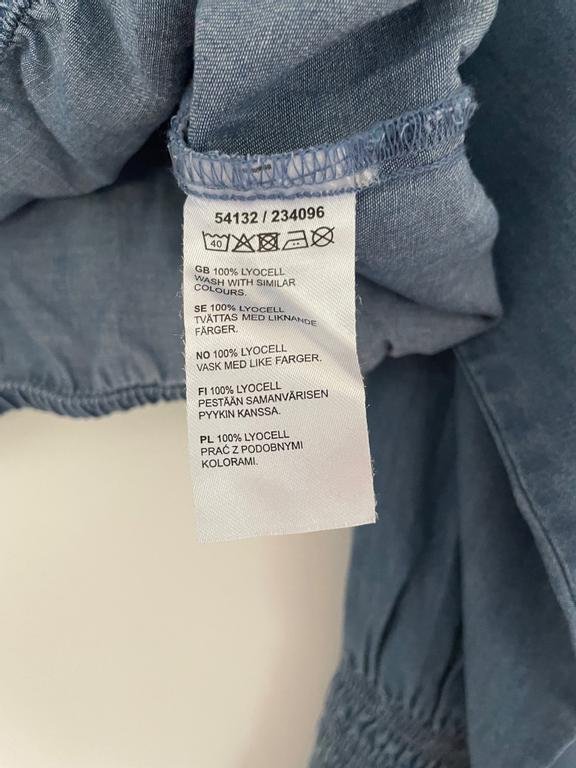 54132 / 234096
40
GB 100% LYOCELL
WASH WITH SIMILAR
COLOURS.
SE 100% LYOCELL
TVÄTTAS MED LIKNANDE
FÄRGER.
NO 100% LYOCELL
VASK MED LIKE FARGER.
FI 100% LYOCELL
PESTÄÄN SAMANVÄRISEN
PYYKIN KANSSA.
PL 100% LYOCELL
PRAĆ Z PODOBNYMI
KOLORAMI.